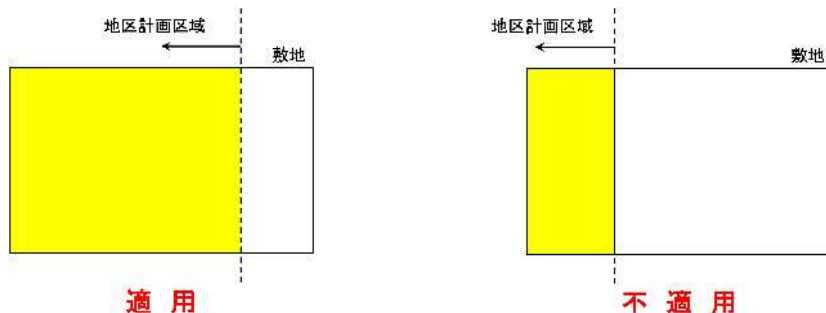 地区計画区域
敷地
適用
地区計画区域
敷地
不適用